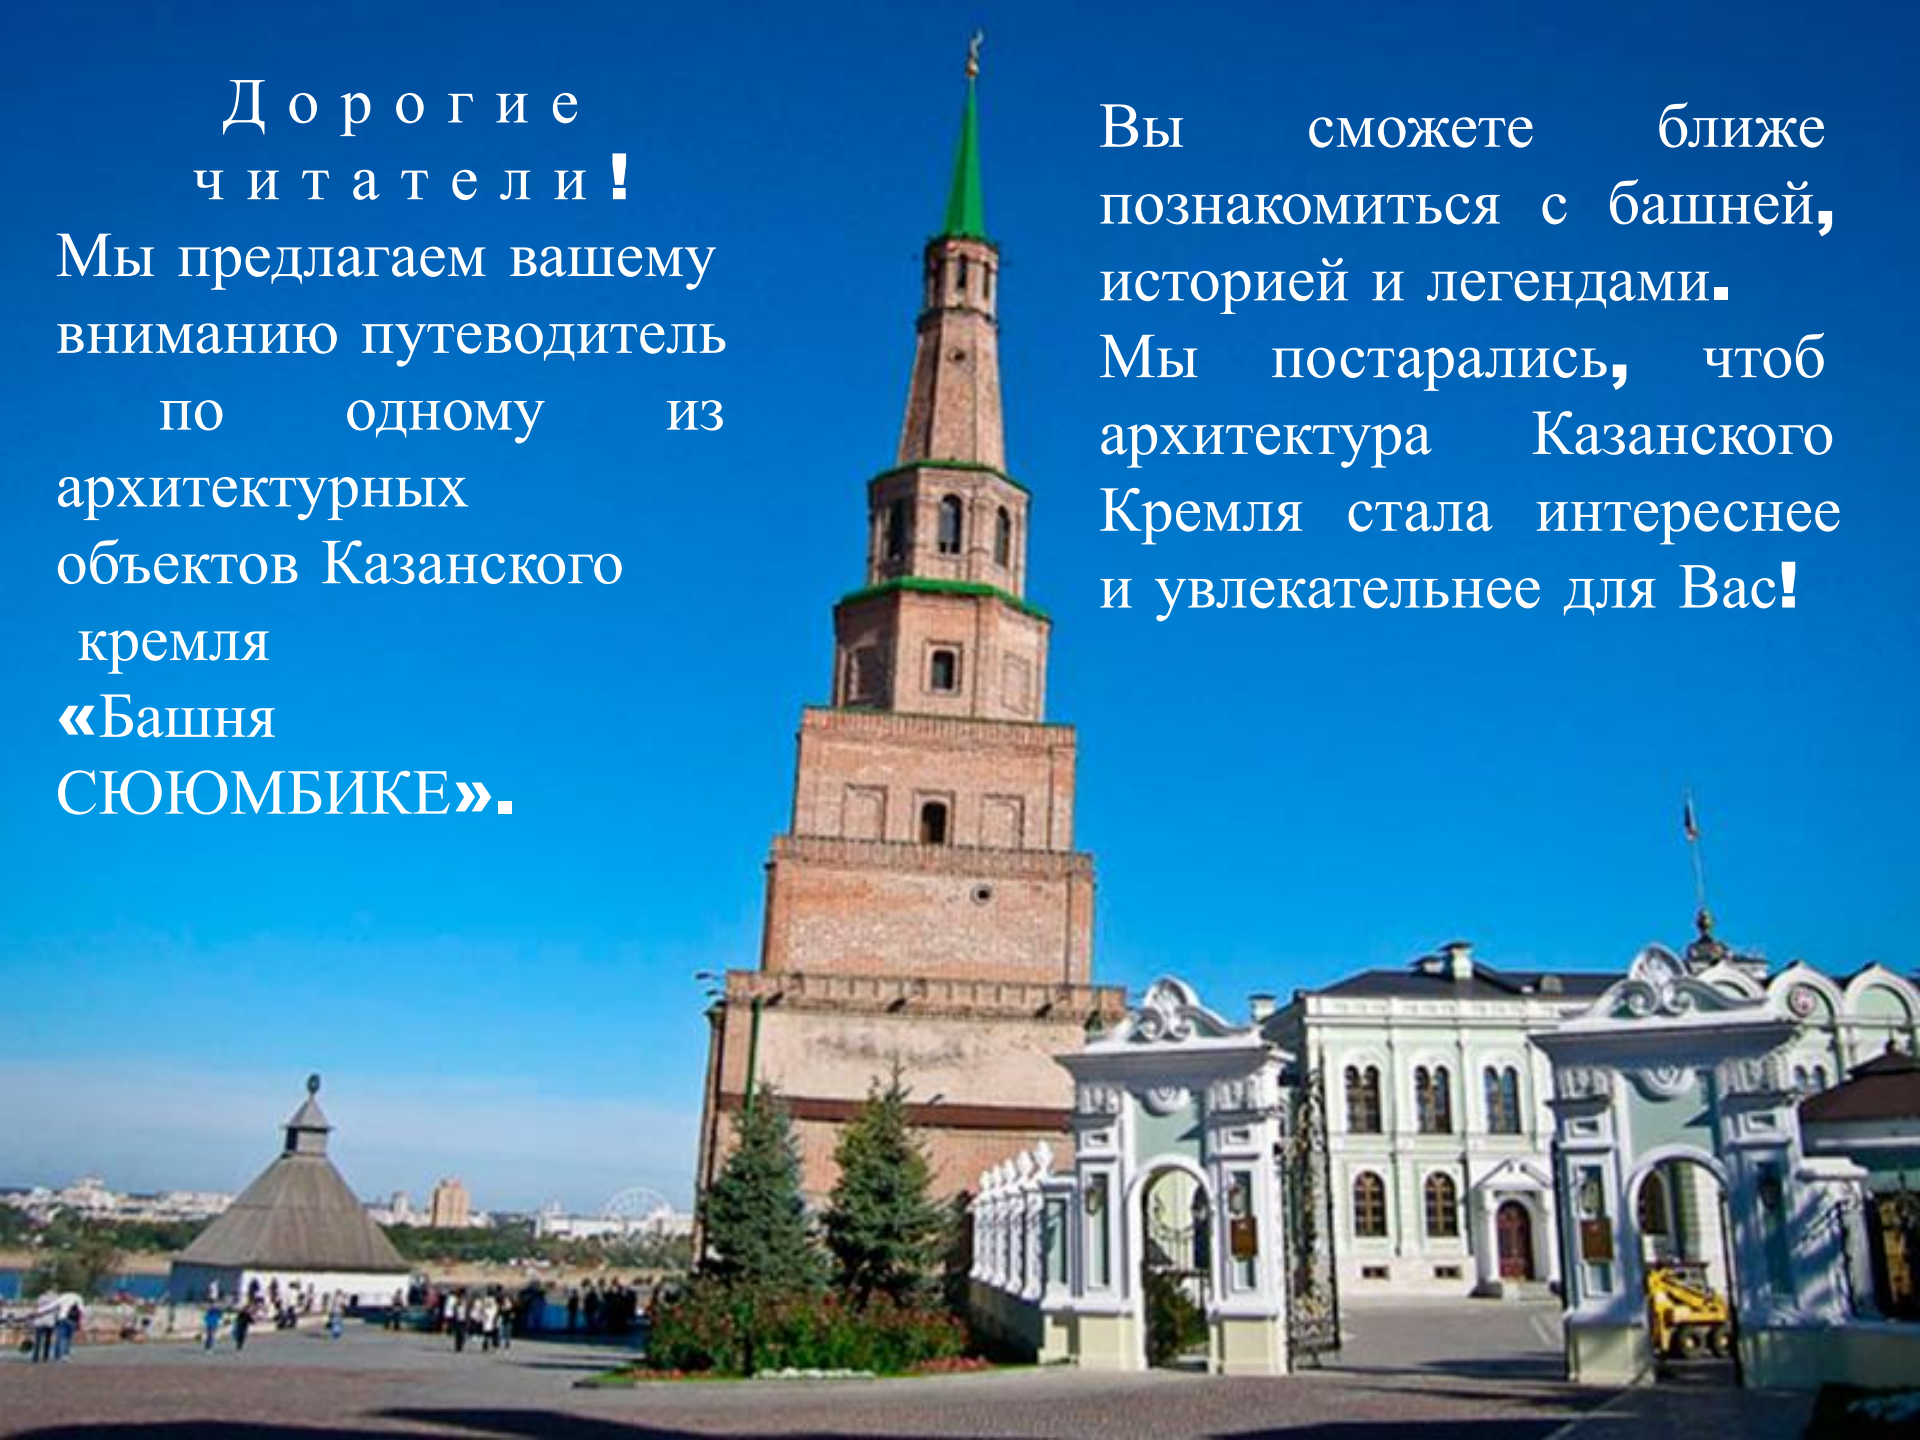 Дорогие
читатели!
Мы предлагаем вашему
вниманию путеводитель
по одному из
архитектурных
объектов Казанского
кремля
«Башня
СЮЮМБИКЕ».
Вы сможете ближе
познакомиться с башней,
историей и легендами.
Мы постарались, чтоб
архитектура Казанского
Кремля стала интереснее
и увлекательнее для Вас!